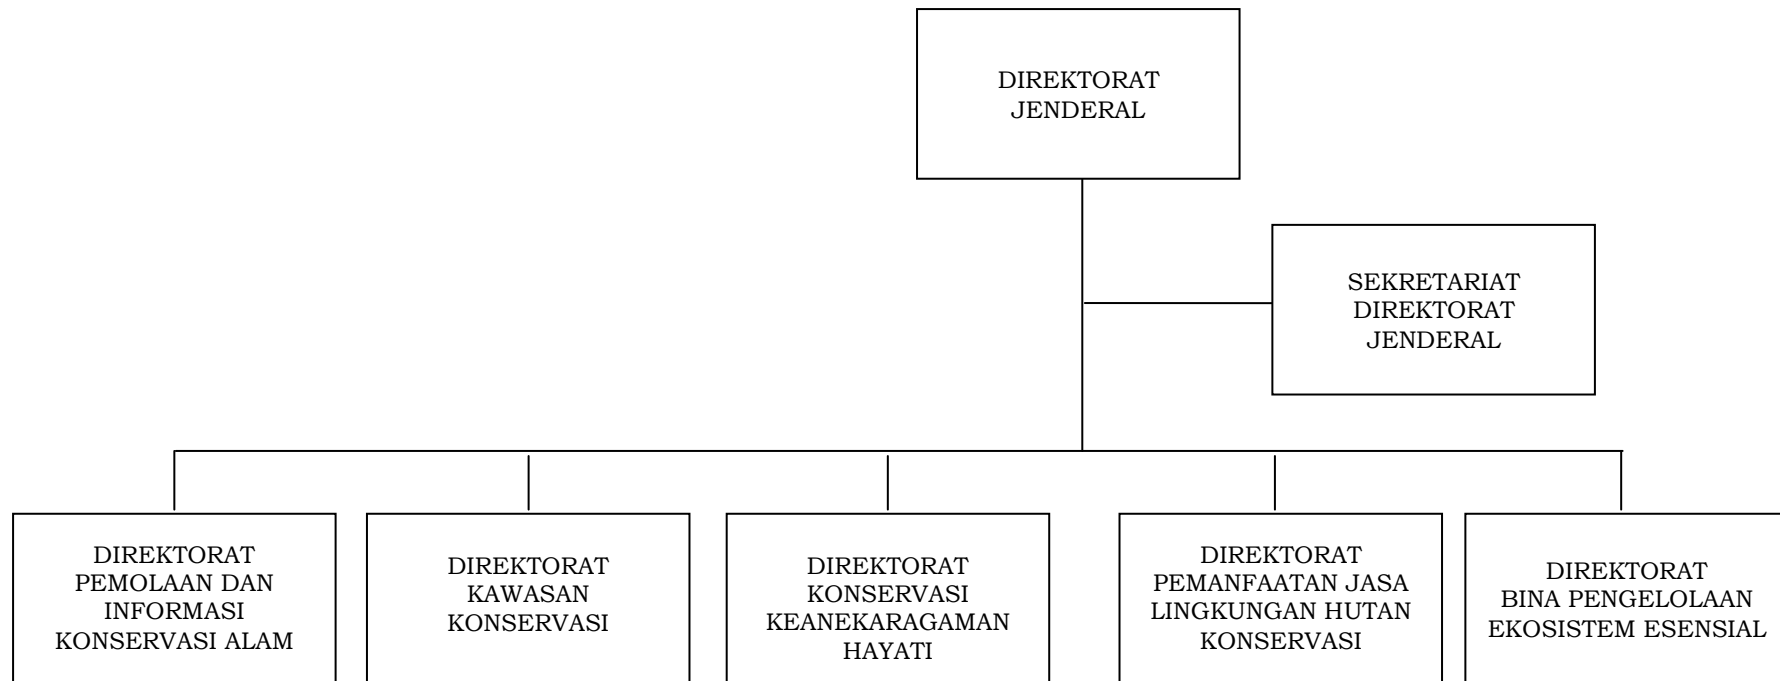 DIREKTORAT
JENDERAL
SEKRETARIAT
DIREKTORAT
JENDERAL
DIREKTORAT
PEMOLAAN DAN
INFORMASI
KONSERVASI ALAM
DIREKTORAT
KAWASAN
KONSERVASI
DIREKTORAT
KONSERVASI
KEANEKARAGAMAN
HAYATI
DIREKTORAT
PEMANFAATAN JASA
LINGKUNGAN HUTAN
KONSERVASI
DIREKTORAT
BINA PENGELOLAAN
EKOSISTEM ESENSIAL